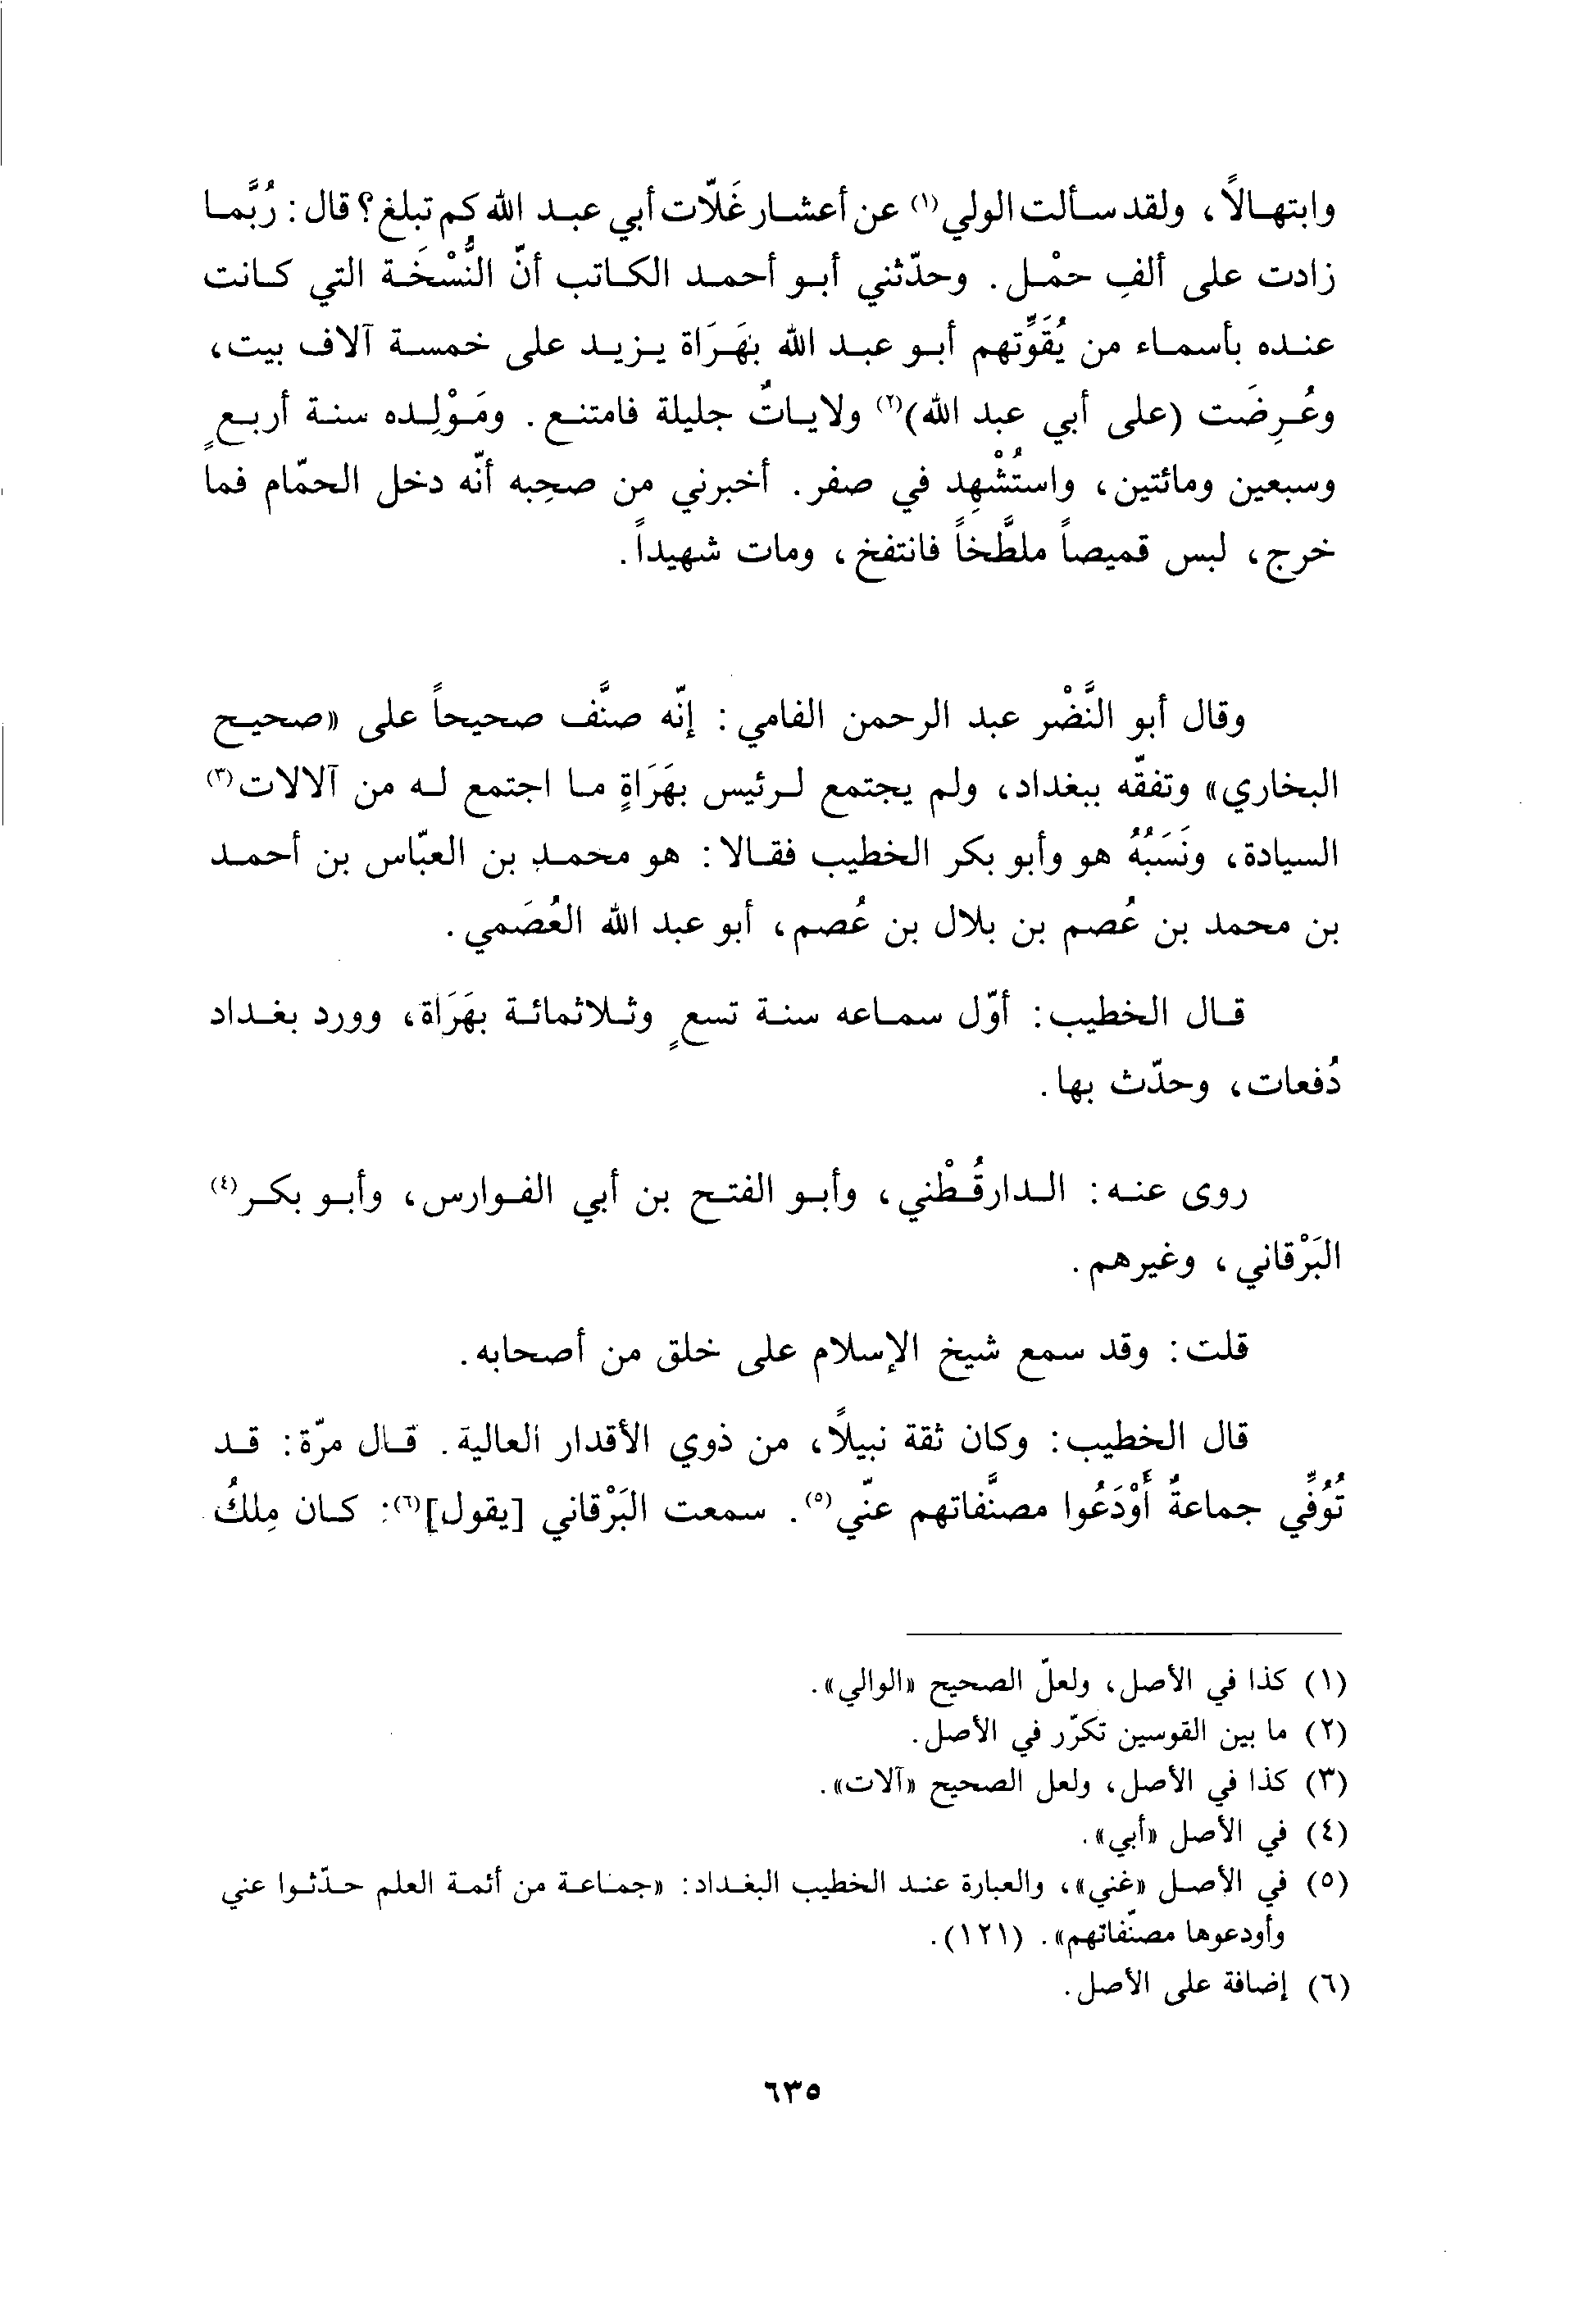 وابتهالاً، ولقد سألت الولي(١) عن أعشار غَلاّت أبي عبد الله كم تبلغ؟ قال: رُبَّما
زادت على ألفِ حمْل. وحدّثني أبو أحمد الكاتب أنّ النُّسْخَة التي كانت
عنده بأسماء من يُقَوِّتهم أبو عبد الله بهَرَاة يزيد على خمسة آلاف بيت،
وعُرِضَت (على أبي عبد الله)(٢) ولاياتٌ جليلة فامتنع. ومَوْلِده سنة أربعٍ
وسبعين ومائتين، واستُشْهِد في صفر. أخبرني من صحِبه أنّه دخل الحمّام فما
خرج، لبس قميصاً ملطَّخاً فانتفخ، ومات شهيداً.
وقال أبو النَّضْر عبد الرحمن الفامي: إنّه صنَّف صحيحاً على «صحيح
البخاري» وتفقّه ببغداد، ولم يجتمع لرئيس بهَرَاةٍ ما اجتمع له من آلالات(٣)
السيادة، ونَسَبُهُ هو وأبو بكر الخطيب فقالا: هو محمد بن العبّاس بن أحمد
بن محمد بن عُصم بن بلال بن عُصم، أبو عبد الله العُصَمي.
قال الخطيب: أوّل سماعه سنة تسعٍ وثلاثمائة بهَرَاة، وورد بغداد
دُفعات، وحدّث بها.
روى عنه: الدارقُطْني، وأبو الفتح بن أبي الفوارس، وأبو بكر(٤)
البَرْقاني، وغيرهم.
قلت: وقد سمع شيخ الإسلام على خلق من أصحابه.
قال الخطيب: وكان ثقة نبيلاً، من ذوي الأقدار العالية. قال مرّة: قد
تُوُفِّي جماعةٌ أَوْدَعُوا مصنَّفاتهم عنّي(٥). سمعت البَرْقاني [يقول](٦): كان مِلكُ
(١) كذا في الأصل، ولعلّ الصحيح «الوالي».
(٢) ما بين القوسين تكرّر في الأصل.
(٣) كذا في الأصل، ولعل الصحيح «آلات».
(٤) في الأصل «أبي».
(٥) في الأصل «غني»، والعبارة عند الخطيب البغداد: «جماعة من أئمة العلم حدّثوا عني
وأودعوها مصنّفاتهم». (١٢١).
(٦) إضافة على الأصل.
٦٣٥